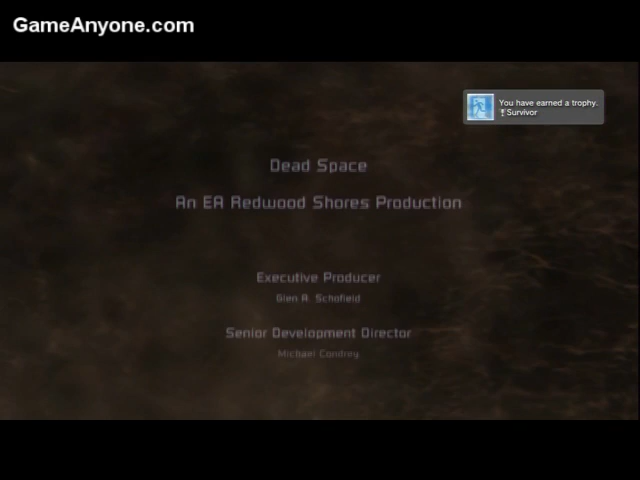 GameAnyone.com
You have earned a trophy.
Survivor
Dead Space
An EA Redwood Shores Production
Executive Producer
Glen A. Schofield
Senior Development Director
Michael Condrey